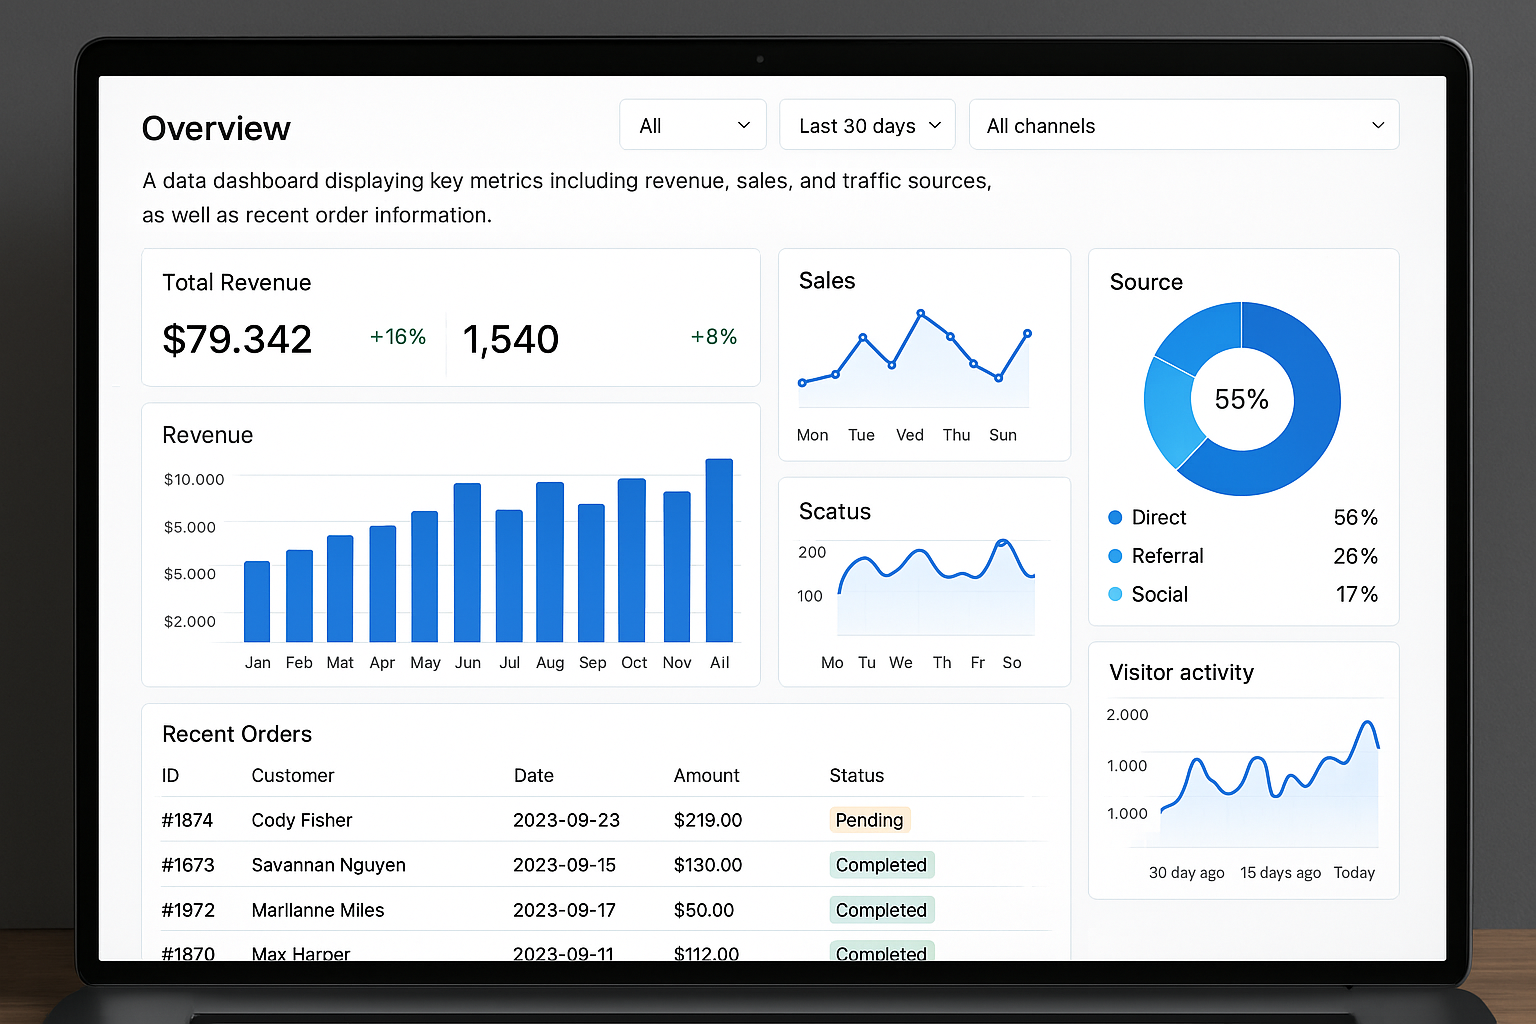 Overview
All
Last 30 days
All channels
A data dashboard displaying key metrics including revenue, sales, and traffic sources,
as well as recent order information.
Total Revenue
$79.342 +16% 1,540 +8%
Revenue
$10.000
$5.000
$5.000
$2.000
Jan Feb Mat Apr May Jun Jul Aug Sep Oct Nov Ail
Sales
Mon Tue Ved Thu Sun
Scatus
200
100
Mo Tu We Th Fr So
Source
55%
Direct 56%
Referral 26%
Social 17%
Visitor activity
2.000
1.000
1.000
30 day ago 15 days ago Today
Recent Orders
ID Customer Date Amount Status
#1874 Cody Fisher 2023-09-23 $219.00 Pending
#1673 Savannan Nguyen 2023-09-15 $130.00 Completed
#1972 Marllanne Miles 2023-09-17 $50.00 Completed
#1870 Max Harper 2023-09-11 $112.00 Completed